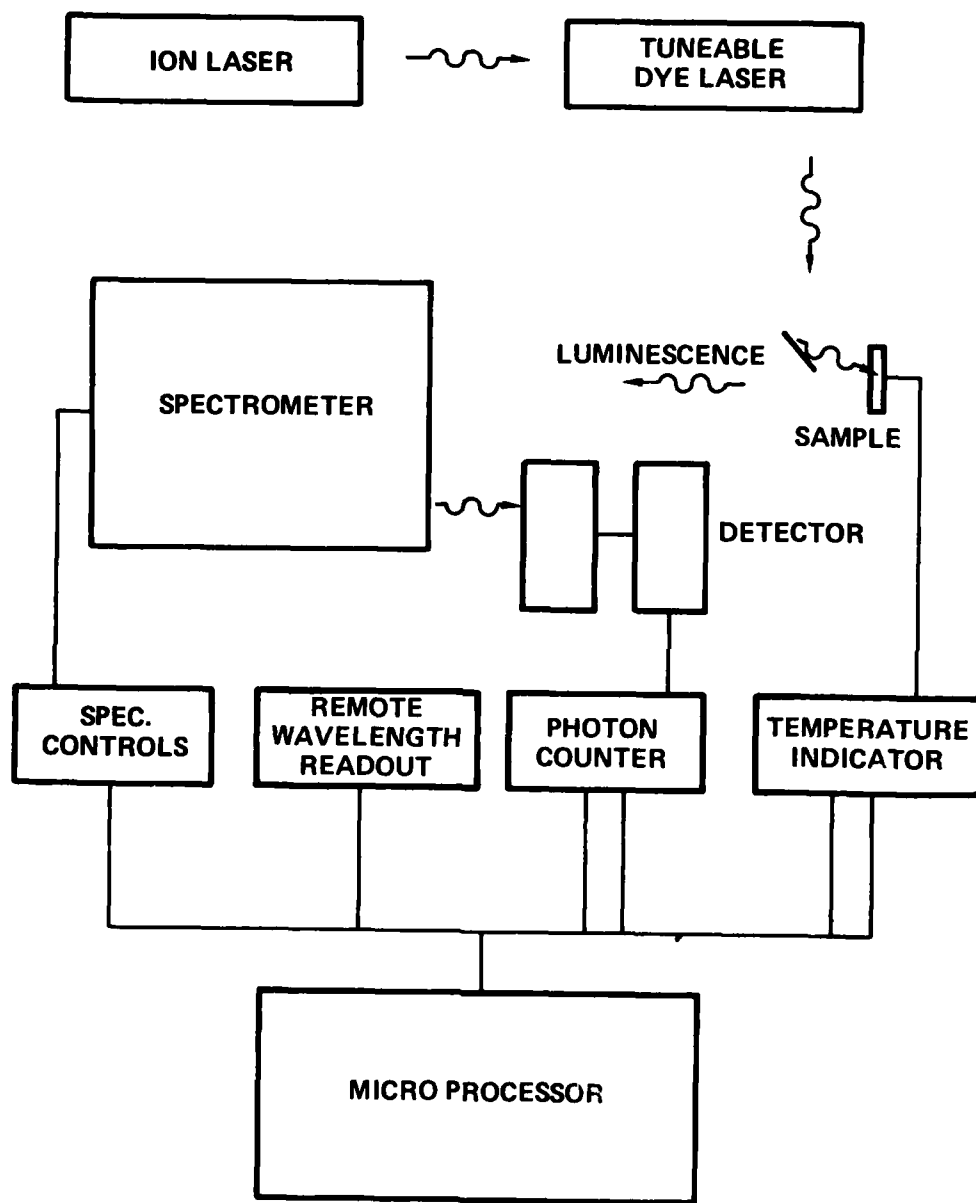 ION LASER
TUNEABLE
DYE LASER
LUMINESCENCE
SPECTROMETER
SAMPLE
DETECTOR
SPEC.
CONTROLS
REMOTE
WAVELENGTH
READOUT
PHOTON
COUNTER
TEMPERATURE
INDICATOR
MICRO PROCESSOR